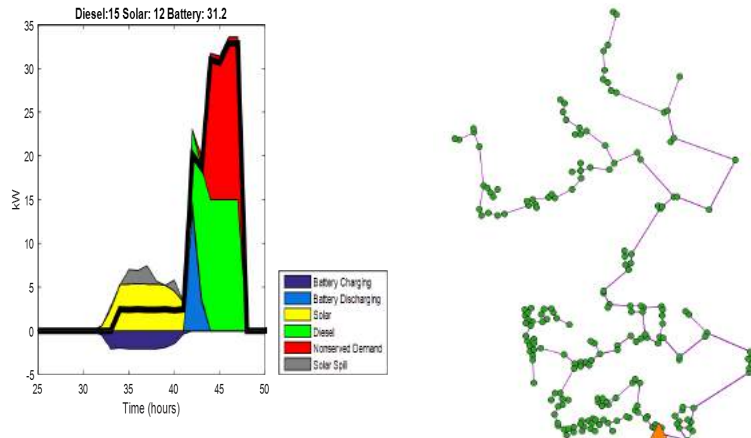 Diesel:15 Solar: 12 Battery: 31.2
35
30
25
20
15
10
5
0
-5
kW
25 30 35 40 45 50
Time (hours)
Battery Charging
Battery Discharging
Solar
Diesel
Nonserved Demand
Solar Spill